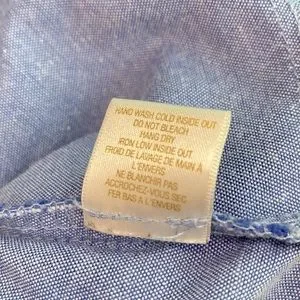 HAND WASH COLD INSIDE OUT
DO NOT BLEACH
HANG DRY
IRON LOW INSIDE OUT
FROID DE LAVAGE DE MAIN À
L'ENVERS
NE BLANCHIR PAS
ACCROCHEZ-VOUS SEC
FER BAS A L'ENVERS